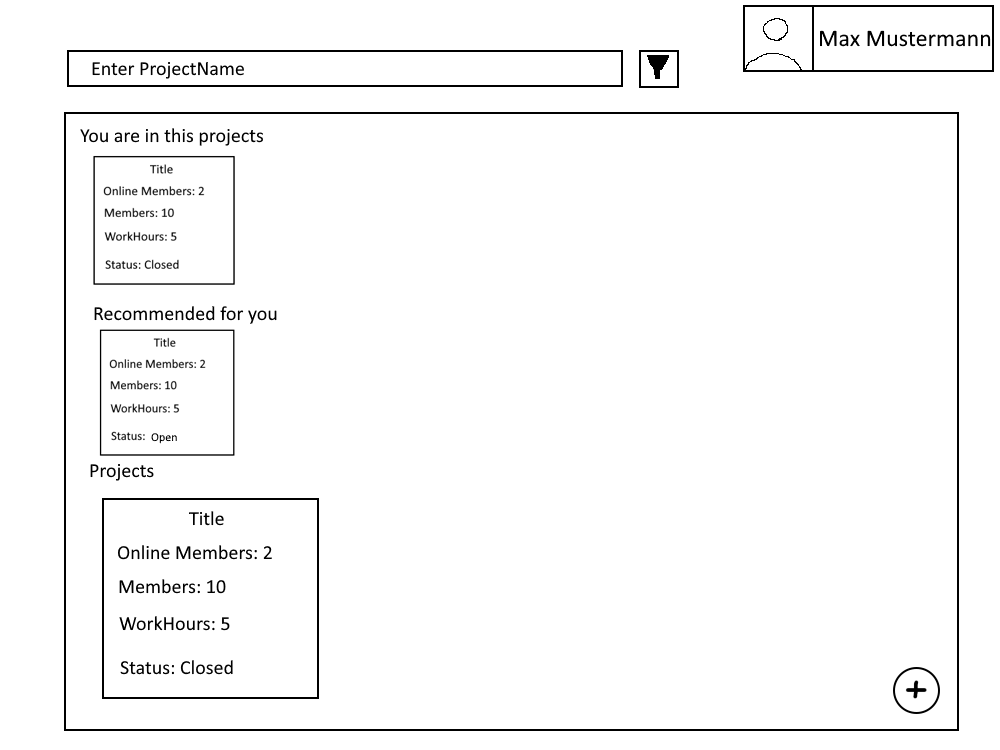 Max Mustermann
Enter ProjectName
You are in this projects
Title
Online Members: 2
Members: 10
WorkHours: 5
Status: Closed
Recommended for you
Title
Online Members: 2
Members: 10
WorkHours: 5
Status: Open
Projects
Title
Online Members: 2
Members: 10
WorkHours: 5
Status: Closed
+